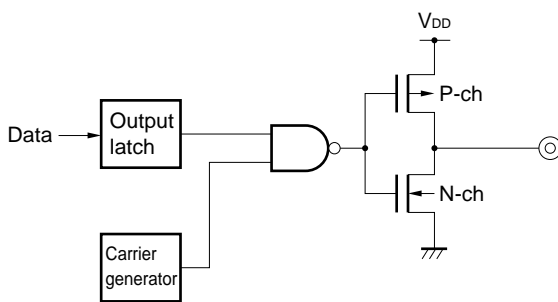 VDD
P-ch
Data
Output
latch
N-ch
Carrier
generator